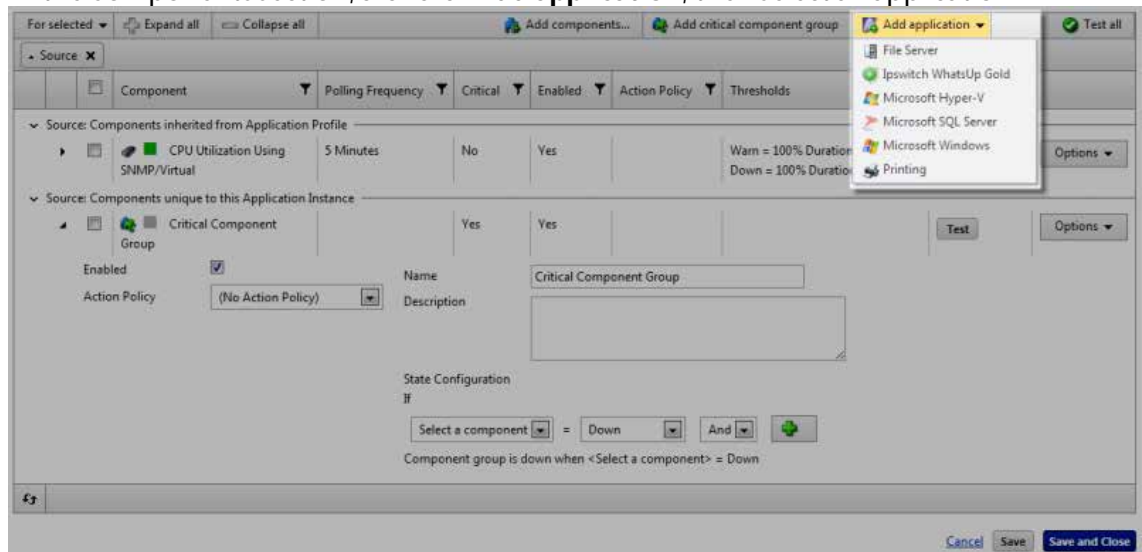 For selected Expand all Collapse all Add components... Add critical component group Add application Test all
Source
File Server
Ipswitch WhatsUp Gold
Microsoft Hyper-V
Microsoft SQL Server
Microsoft Windows
Printing
Component Polling Frequency Critical Enabled Action Policy Thresholds
Source: Components inherited from Application Profile
CPU Utilization Using 5 Minutes No Yes Warn = 100% Duration Options
SNMP/Virtual Down = 100% Duration
Source: Components unique to this Application Instance
Critical Component Yes Yes Test Options
Group
Enabled Name Critical Component Group
Action Policy (No Action Policy) Description
State Configuration
If
Select a component = Down And
Component group is down when <Select a component> = Down
Cancel Save Save and Close